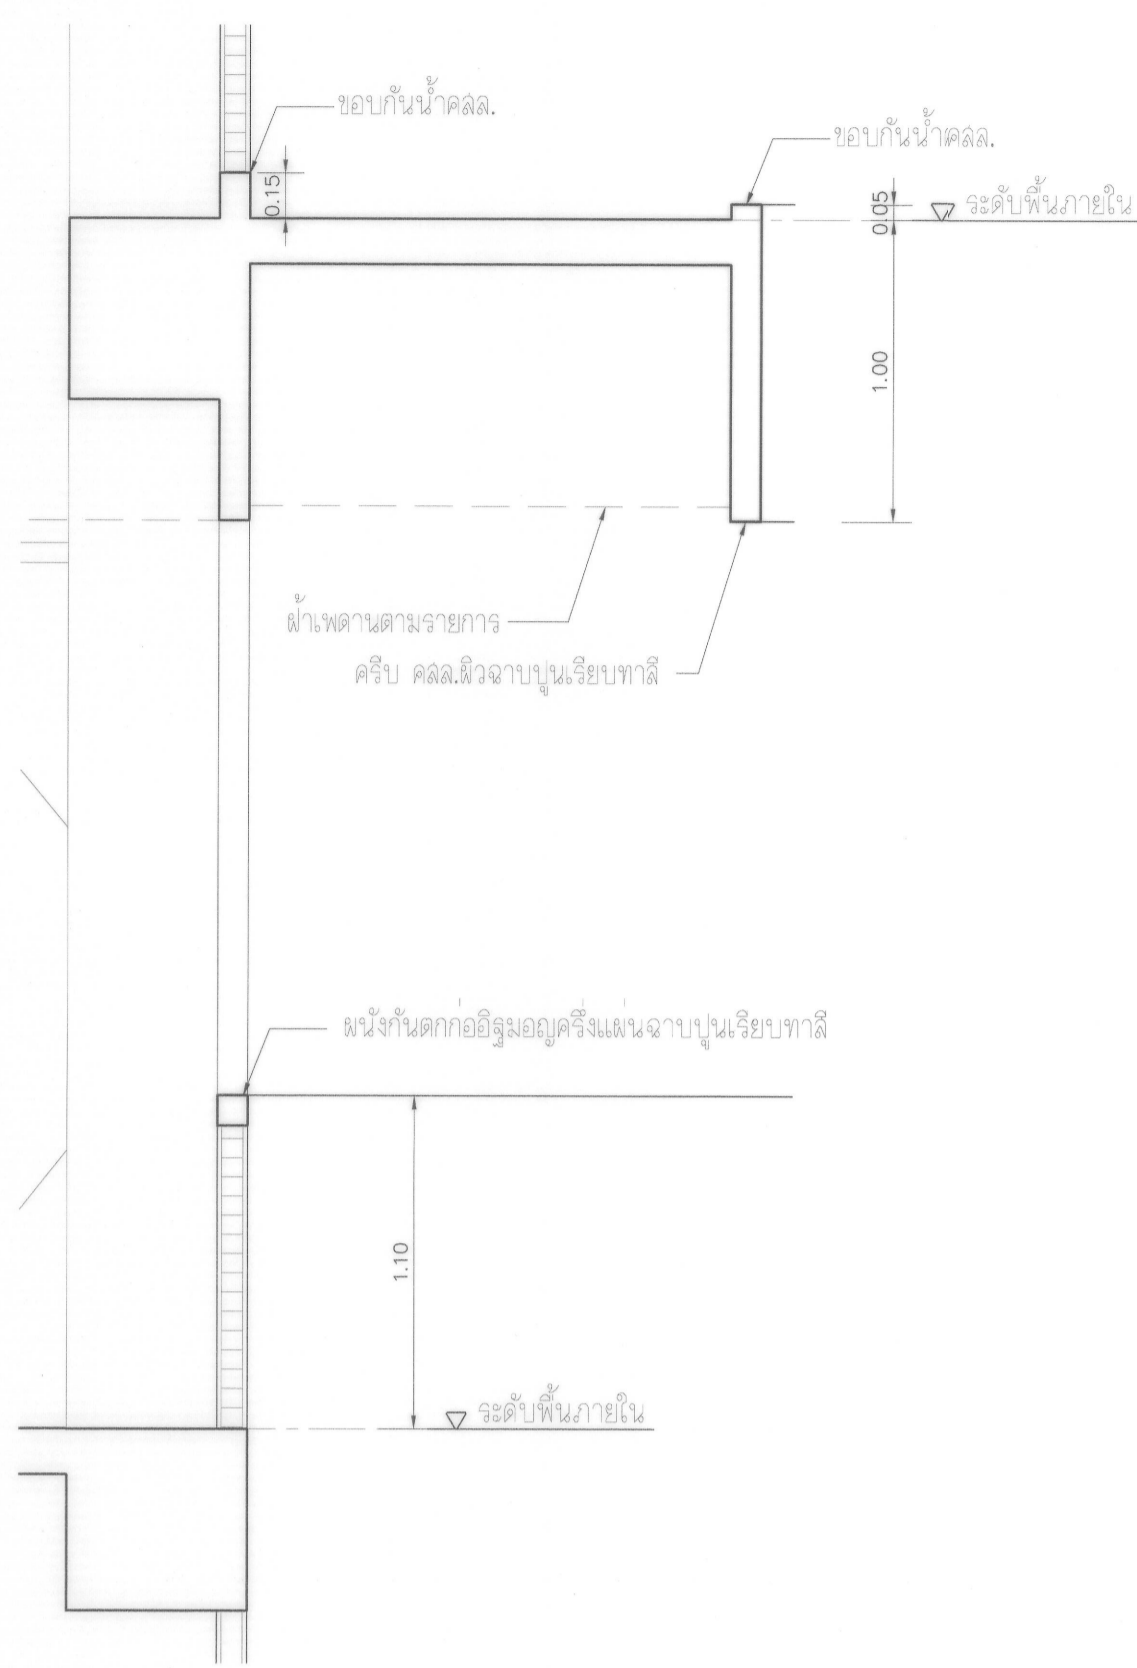 ขอบกันน้ำคสล.
ขอบกันน้ำคสล.
0.15
0.05
ระดับพื้นภายใน
1.00
ฝ้าเพดานตามรายการ
ครีบ คสล.ผิวฉาบปูนเรียบทาสี
ผนังกันตกก่ออิฐมอญครึ่งแผ่นฉาบปูนเรียบทาสี
1.10
ระดับพื้นภายใน